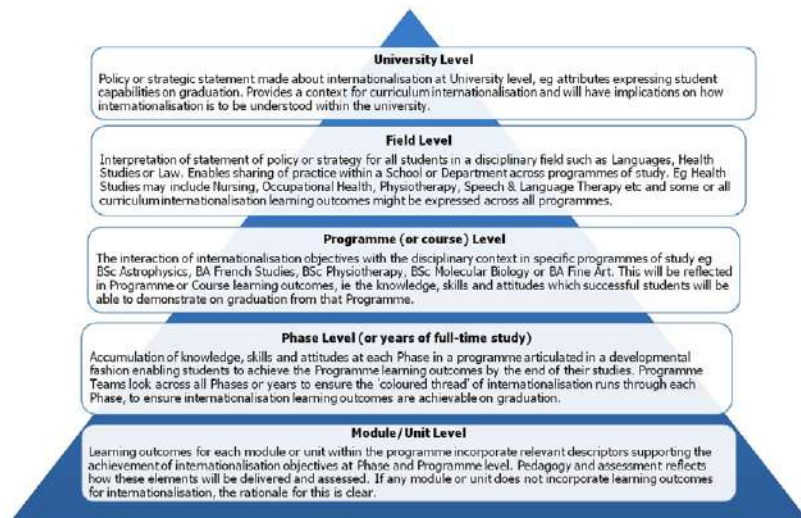 University Level
Policy or strategic statement made about internationalisation at University level, eg attributes expressing student
capabilities on graduation. Provides a context for curriculum internationalisation and will have implications on how
internationalisation is to be understood within the university.
Field Level
Interpretation of statement of policy or strategy for all students in a disciplinary field such as Languages, Health
Studies or Law. Enables sharing of practice within a School or Department across programmes of study. Eg Health
Studies may include Nursing, Occupational Health, Physiotherapy, Speech & Language Therapy etc and some or all
curriculum internationalisation learning outcomes might be expressed across all programmes.
Programme (or course) Level
The interaction of internationalisation objectives with the disciplinary context in specific programmes of study eg
BSc Astrophysics, BA French Studies, BSc Physiotherapy, BSc Molecular Biology or BA Fine Art. This will be reflected
in Programme or Course learning outcomes, ie the knowledge, skills and attitudes which successful students will be
able to demonstrate on graduation from that Programme.
Phase Level (or years of full-time study)
Accumulation of knowledge, skills and attitudes at each Phase in a programme articulated in a developmental
fashion enabling students to achieve the Programme learning outcomes by the end of their studies. Programme
Teams look across all Phases or years to ensure the 'coloured thread' of internationalisation runs through each
Phase, to ensure internationalisation learning outcomes are achievable on graduation.
Module/Unit Level
Learning outcomes for each module or unit within the programme incorporate relevant descriptors supporting the
achievement of internationalisation objectives at Phase and Programme level. Pedagogy and assessment reflects
how these elements will be delivered and assessed. If any module or unit does not incorporate learning outcomes
for internationalisation, the rationale for this is clear.